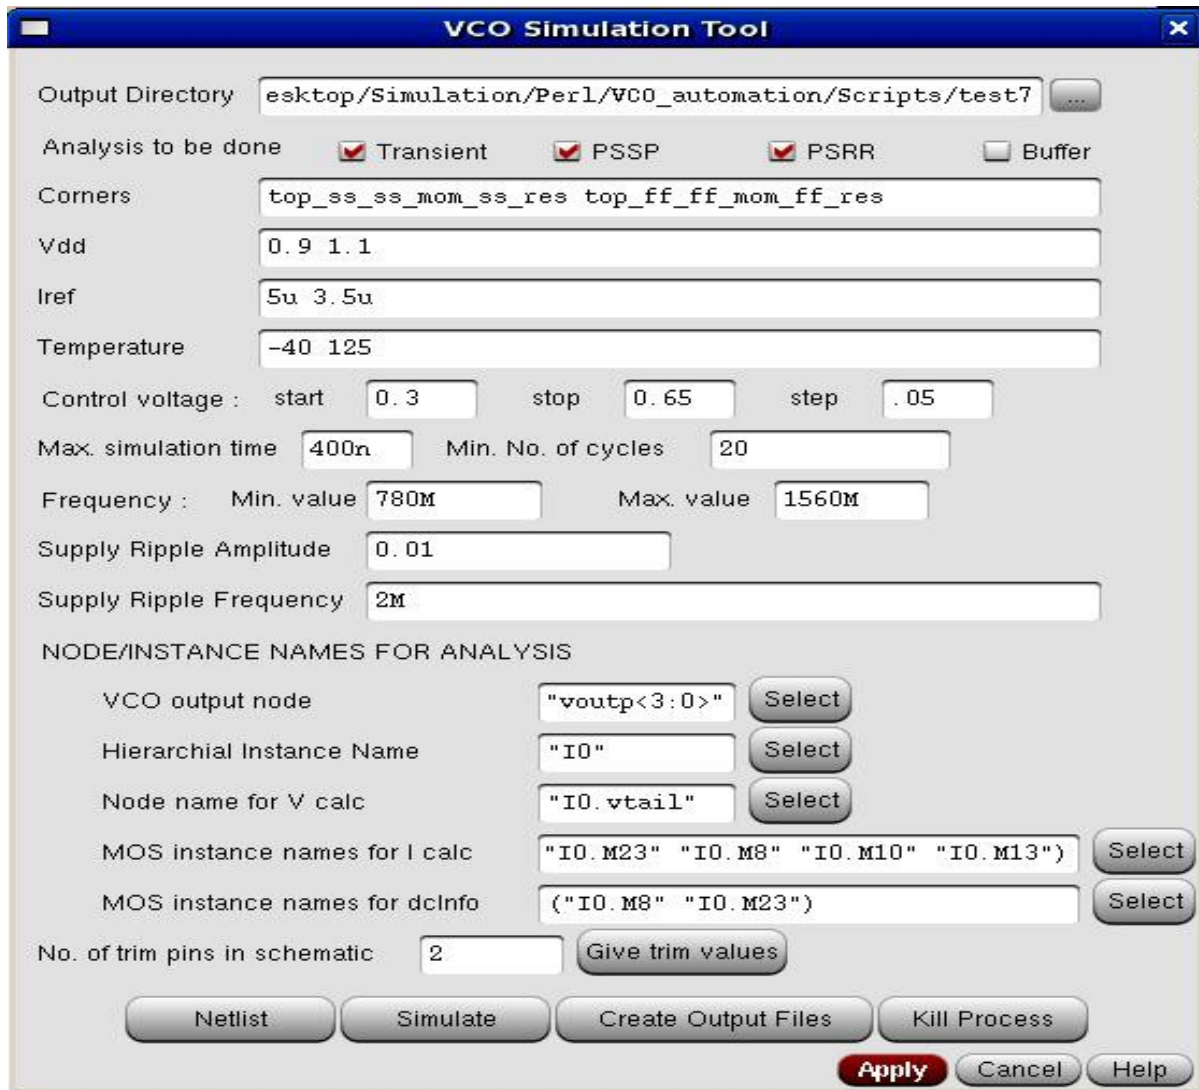 VCO Simulation Tool
Output Directory esktop/Simulation/Perl/VCO_automation/Scripts/test7 ...
Analysis to be done Transient PSSP PSRR Buffer
Corners top_ss_ss_mom_ss_res top_ff_ff_mom_ff_res
Vdd 0.9 1.1
Iref 5u 3.5u
Temperature -40 125
Control voltage : start 0.3 stop 0.65 step .05
Max. simulation time 400n Min. No. of cycles 20
Frequency : Min. value 780M Max. value 1560M
Supply Ripple Amplitude 0.01
Supply Ripple Frequency 2M
NODE/INSTANCE NAMES FOR ANALYSIS
VCO output node "voutp<3:0>" Select
Hierarchial Instance Name "I0" Select
Node name for V calc "I0.vtail" Select
MOS instance names for I calc "I0.M23" "I0.M8" "I0.M10" "I0.M13") Select
MOS instance names for dcInfo ("I0.M8" "I0.M23") Select
No. of trim pins in schematic 2 Give trim values
Netlist Simulate Create Output Files Kill Process
Apply Cancel Help